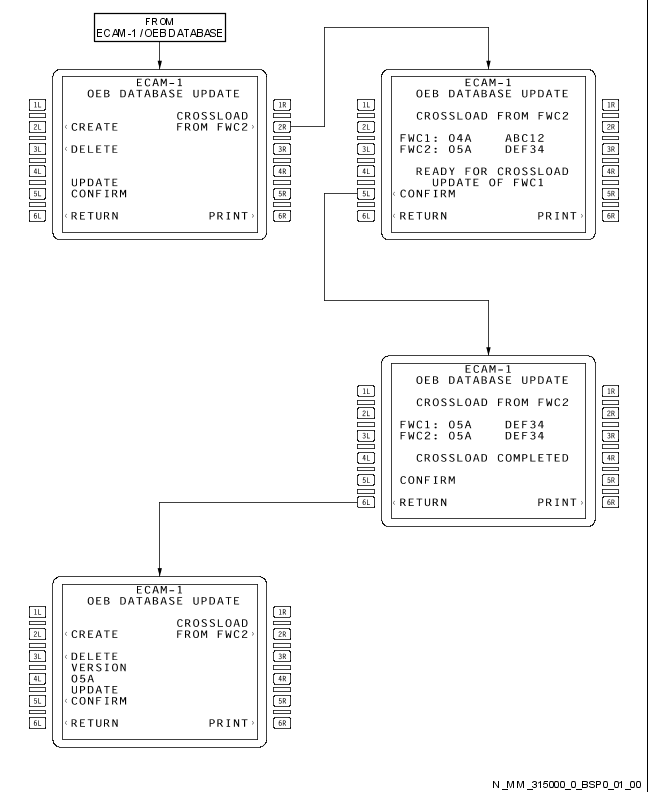 FROM
ECAM-1 / OEB DATABASE
ECAM-1
OEB DATABASE UPDATE
1L 1R
CROSSLOAD
2L ‹CREATE FROM FWC2› 2R
3L ‹DELETE 3R
4L 4R
UPDATE
5L CONFIRM 5R
6L ‹RETURN PRINT› 6R
ECAM-1
OEB DATABASE UPDATE
1L 1R
CROSSLOAD FROM FWC2
2L 2R
FWC1: 04A ABC12
3L FWC2: 05A DEF34 3R
4L READY FOR CROSSLOAD 4R
UPDATE OF FWC1
5L ‹CONFIRM 5R
6L ‹RETURN PRINT› 6R
ECAM-1
OEB DATABASE UPDATE
1L 1R
CROSSLOAD FROM FWC2
2L 2R
FWC1: 05A DEF34
3L FWC2: 05A DEF34 3R
4L CROSSLOAD COMPLETED 4R
5L CONFIRM 5R
6L ‹RETURN PRINT› 6R
ECAM-1
OEB DATABASE UPDATE
1L 1R
CROSSLOAD
2L ‹CREATE FROM FWC2› 2R
3L ‹DELETE 3R
VERSION
4L 05A 4R
UPDATE
5L ‹CONFIRM 5R
6L ‹RETURN PRINT› 6R
N_MM_315000_0_BSP0_01_00